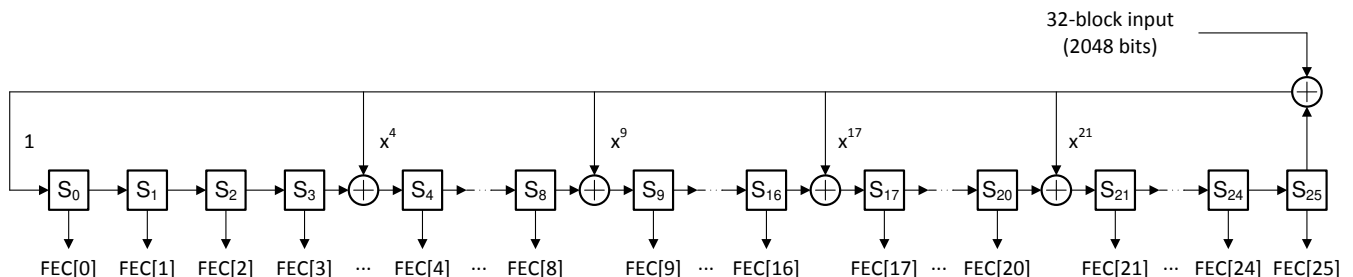 32-block input
(2048 bits)
1 x⁴ x⁹ x¹⁷ x²¹
S₀ S₁ S₂ S₃ S₄ ... S₈ S₉ ... S₁₆ S₁₇ ... S₂₀ S₂₁ ... S₂₄ S₂₅
FEC[0] FEC[1] FEC[2] FEC[3] ... FEC[4] ... FEC[8] FEC[9] ... FEC[16] FEC[17] ... FEC[20] FEC[21] ... FEC[24] FEC[25]